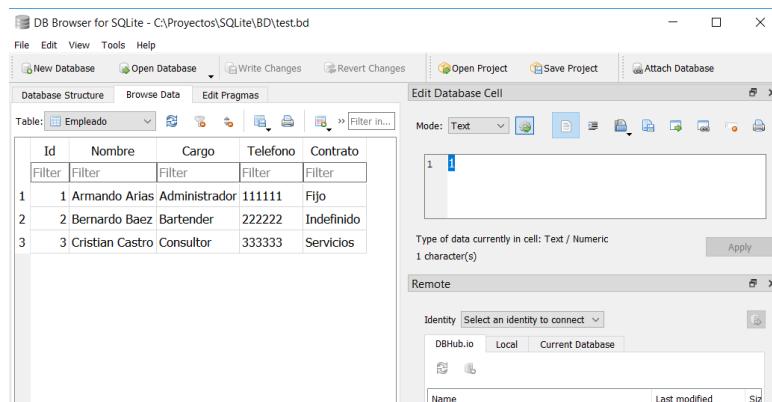 DB Browser for SQLite - C:\Proyectos\SQLite\BD\test.bd
File Edit View Tools Help
New Database Open Database Write Changes Revert Changes Open Project Save Project Attach Database
Database Structure Browse Data Edit Pragmas
Table: Empleado Filter in...
Id Nombre Cargo Telefono Contrato
Filter Filter Filter Filter Filter
1 1 Armando Arias Administrador 111111 Fijo
2 2 Bernardo Baez Bartender 222222 Indefinido
3 3 Cristian Castro Consultor 333333 Servicios
Edit Database Cell
Mode: Text
1 1
Type of data currently in cell: Text / Numeric
1 character(s)
Apply
Remote
Identity Select an identity to connect
DBHub.io Local Current Database
Name Last modified Siz